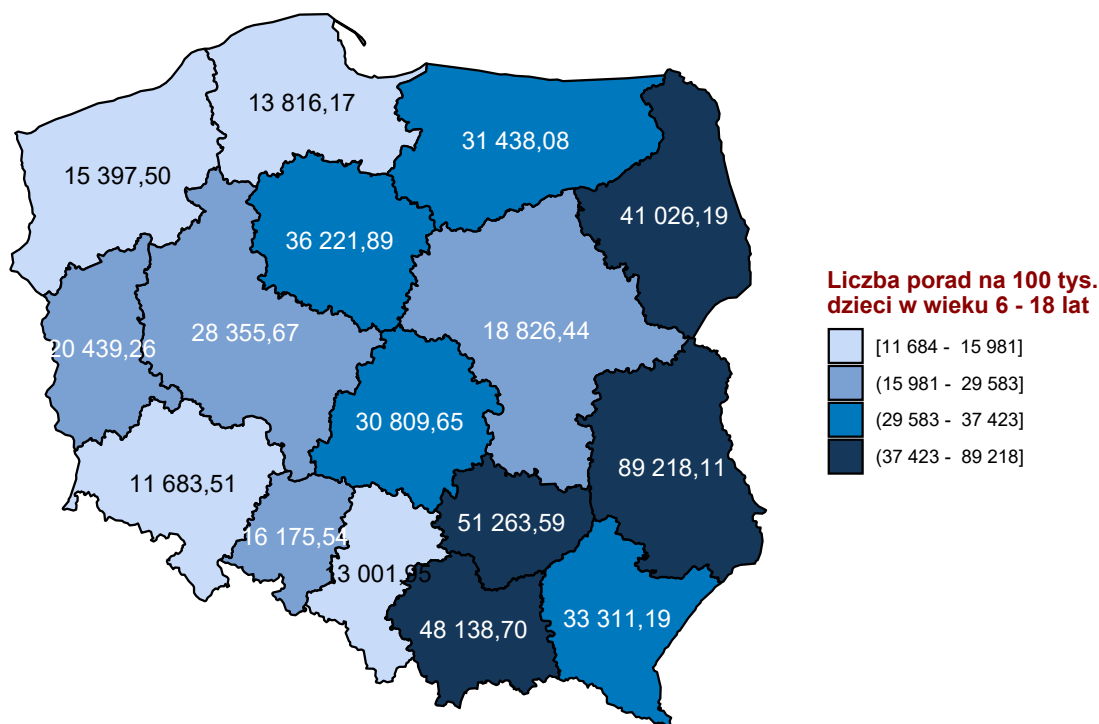 13 816,17
31 438,08
15 397,50
41 026,19
36 221,89
Liczba porad na 100 tys.
dzieci w wieku 6 - 18 lat
28 355,67
18 826,44
20 439,26
[11 684 - 15 981]
(15 981 - 29 583]
(29 583 - 37 423]
(37 423 - 89 218]
30 809,65
89 218,11
11 683,51
51 263,59
16 175,54
3 001,95
33 311,19
48 138,70